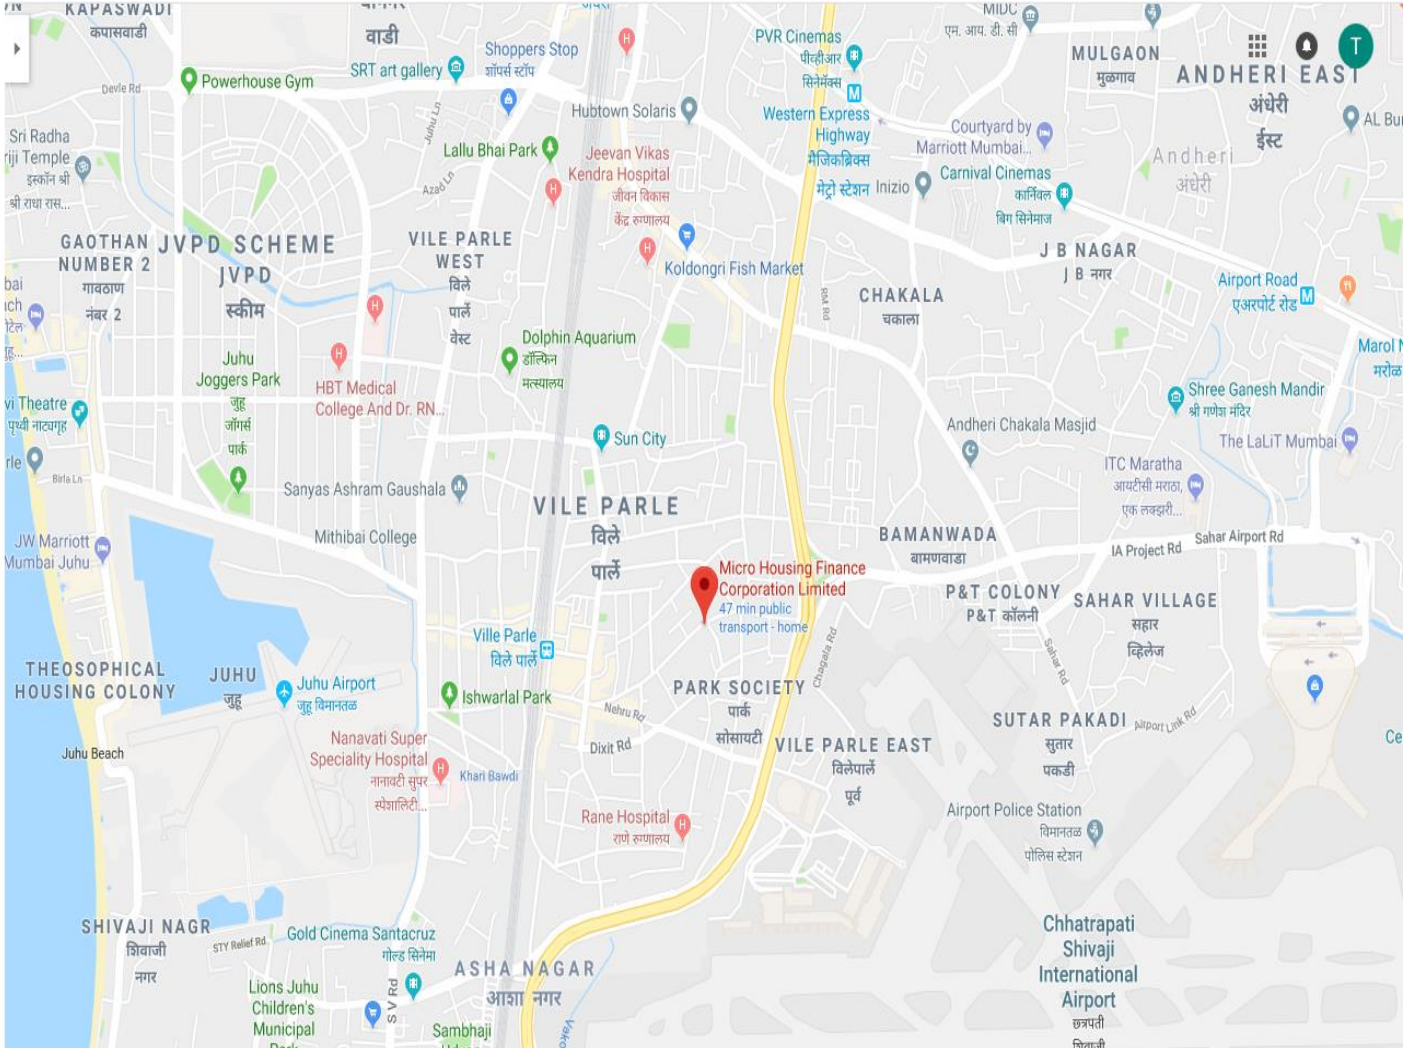 KAPASWADI
कपासवाडी
वाडी
Shoppers Stop
शॉपर्स स्टॉप
SRT art gallery
Powerhouse Gym
Devle Rd
Juhu Ln
PVR Cinemas
पीव्हीआर
सिनेमॅक्स
MIDC
एम. आय. डी. सी
MULGAON
मुळगाव
T
ANDHERI EAST
अंधेरी
ईस्ट
Hubtown Solaris
Western Express
Highway
मॅजिकब्रिक्स
मेट्रो स्टेशन
Courtyard by
Marriott Mumbai...
AL Bur
Sri Radha
riji Temple
इस्कॉन श्री
श्री राधा रास...
Lallu Bhai Park
Azad Ln
Jeevan Vikas
Kendra Hospital
जीवन विकास
केंद्र रुग्णालय
Inizio
Carnival Cinemas
कार्निवल
बिग सिनेमाज
Andheri
अंधेरी
GAOTHAN
NUMBER 2
गावठाण
नंबर 2
JVPD SCHEME
JVPD
स्कीम
VILE PARLE
WEST
विले
पार्ले
वेस्ट
Koldongri Fish Market
J B NAGAR
J B नगर
CHAKALA
चकाला
RM Rd
Airport Road
एअरपोर्ट रोड
Dolphin Aquarium
डॉल्फिन
मत्स्यालय
Juhu
Joggers Park
जुहू
जॉगर्स
पार्क
HBT Medical
College And Dr. RN...
Marol N
मरोळ
vi Theatre
पृथ्वी नाट्यगृह
Shree Ganesh Mandir
श्री गणेश मंदिर
Sun City
Andheri Chakala Masjid
The LaLiT Mumbai
rle
Birla Ln
Sanyas Ashram Gaushala
ITC Maratha
आयटीसी मराठा,
एक लक्झरी...
VILE PARLE
विले
पार्ले
Mithibai College
JW Marriott
Mumbai Juhu
BAMANWADA
बामणवाडा
IA Project Rd
Sahar Airport Rd
Micro Housing Finance
Corporation Limited
47 min public
transport - home
P&T COLONY
P&T कॉलनी
SAHAR VILLAGE
सहार
व्हिलेज
Ville Parle
विले पार्ले
Chagala Rd
Sahar Rd
THEOSOPHICAL
HOUSING COLONY
JUHU
जुहू
Juhu Airport
जुहू विमानतळ
Ishwarlal Park
PARK SOCIETY
पार्क
सोसायटी
Nehru Rd
Dixit Rd
SUTAR PAKADI
सुतार
पकडी
Airport Link Rd
Juhu Beach
Nanavati Super
Speciality Hospital
नानावटी सुपर
स्पेशालिटी...
Khari Bawdi
VILE PARLE EAST
विलेपार्ले
पूर्व
Ce
Rane Hospital
राणे रुग्णालय
Airport Police Station
विमानतळ
पोलिस स्टेशन
SHIVAJI NAGR
शिवाजी
नगर
STY Relief Rd
Gold Cinema Santacruz
गोल्ड सिनेमा
ASHA NAGAR
आशा नगर
Chhatrapati
Shivaji
International
Airport
छत्रपती
Lions Juhu
Children's
Municipal
S V Rd
Sambhaji
Vako